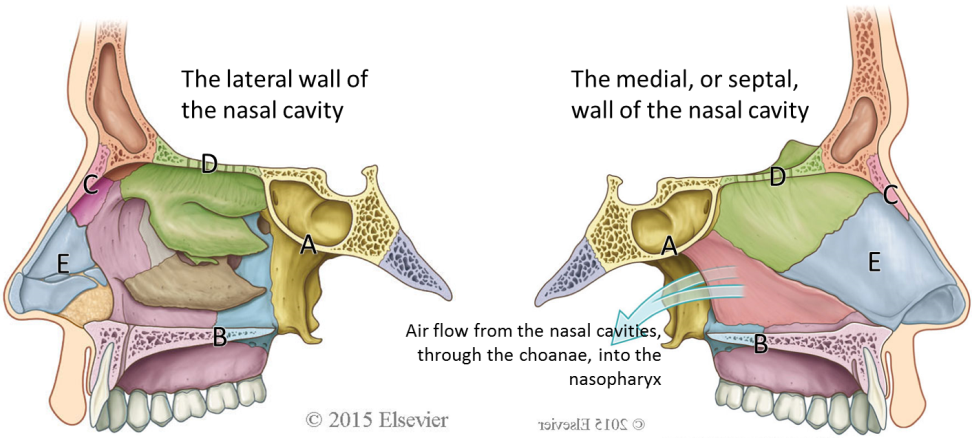 The lateral wall of
the nasal cavity
The medial, or septal,
wall of the nasal cavity
D
C
A
E
B
D
C
A
E
B
Air flow from the nasal cavities,
through the choanae, into the
nasopharyx
© 2015 Elsevier
© 2015 Elsevier